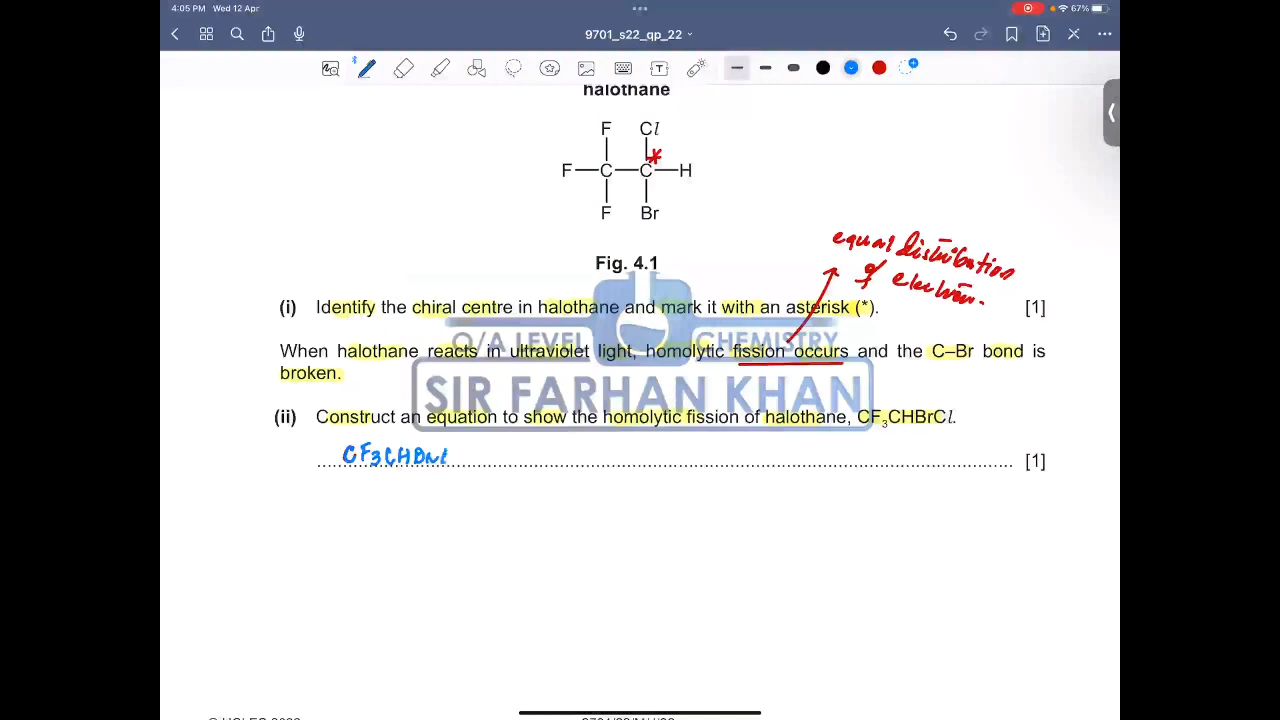 4:05 PM Wed 12 Apr
67%
9701_s22_qp_22
halothane
F Cl
F C C * H
F Br
equal distribution
of electron.
Fig. 4.1
(i) Identify the chiral centre in halothane and mark it with an asterisk (*). [1]
O/A LEVEL CHEMISTRY
When halothane reacts in ultraviolet light, homolytic fission occurs and the C–Br bond is
broken.
SIR FARHAN KHAN
(ii) Construct an equation to show the homolytic fission of halothane, CF3CHBrCl.
CF3CHBrCl [1]